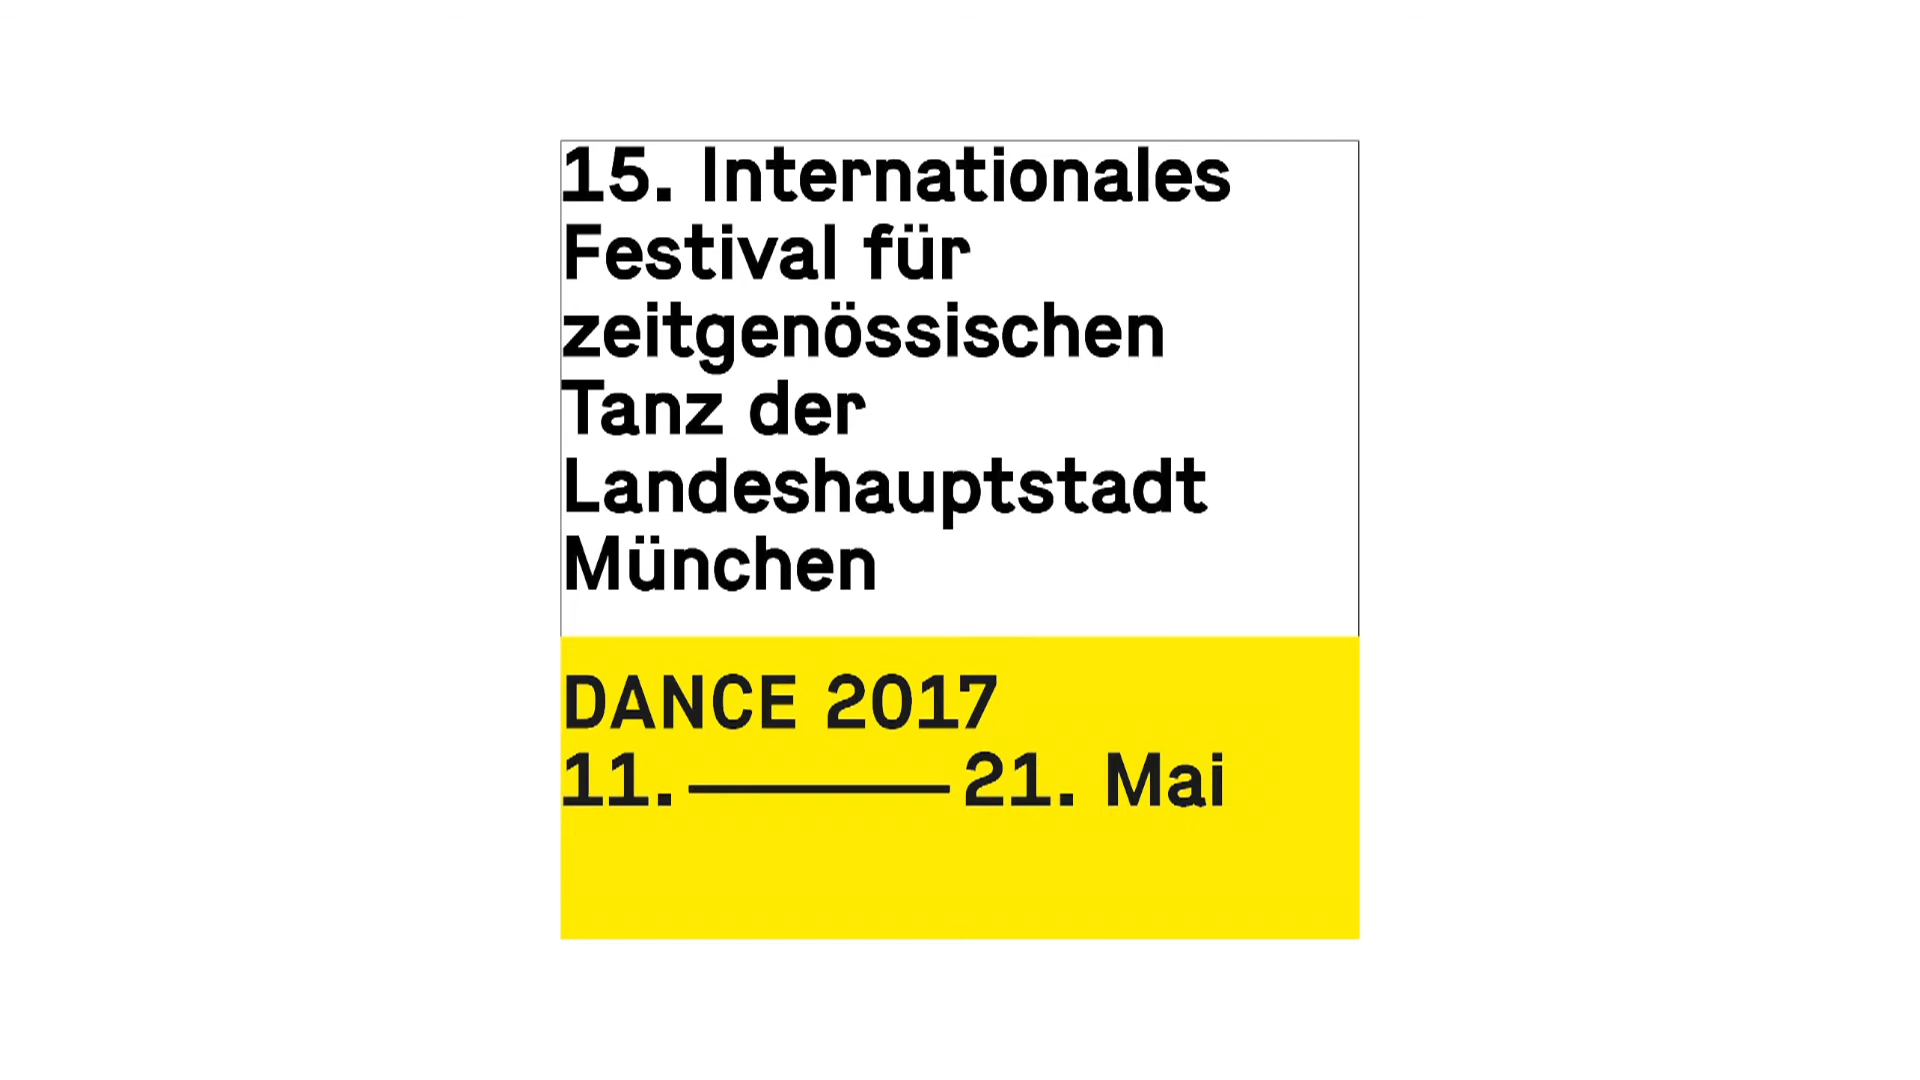 15. Internationales
Festival für
zeitgenössischen
Tanz der
Landeshauptstadt
München
DANCE 2017
11. — 21. Mai